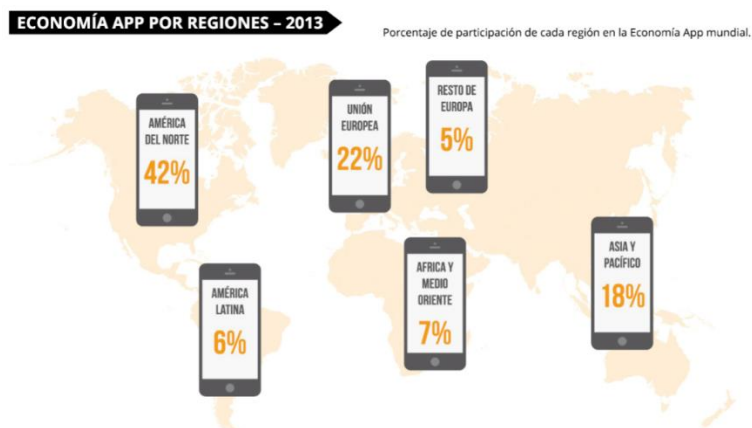 ECONOMÍA APP POR REGIONES – 2013
Porcentaje de participación de cada región en la Economía App mundial.
AMÉRICA
DEL NORTE
42%
UNIÓN
EUROPEA
22%
RESTO DE
EUROPA
5%
AMÉRICA
LATINA
6%
AFRICA Y
MEDIO
ORIENTE
7%
ASIA Y
PACÍFICO
18%